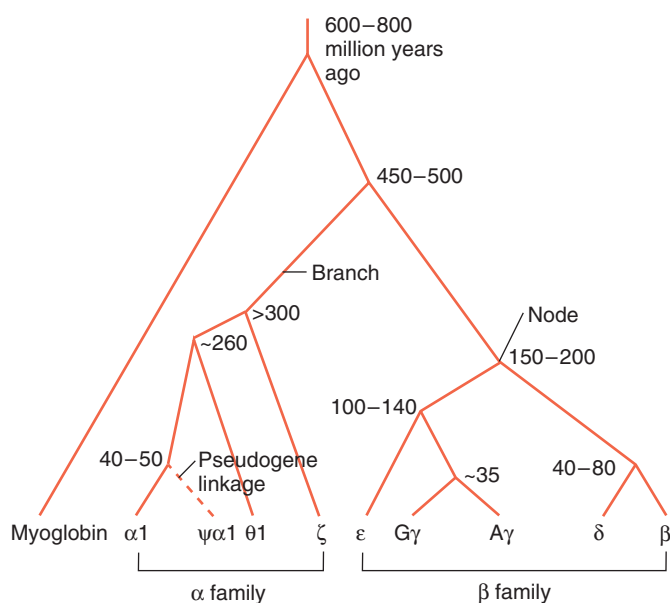 600–800
million years
ago
450–500
Branch
>300
Node
~260
150–200
100–140
40–50
Pseudogene
linkage
~35
40–80
Myoglobin α1 ψα1 θ1 ζ ε Gγ Aγ δ β
α family β family